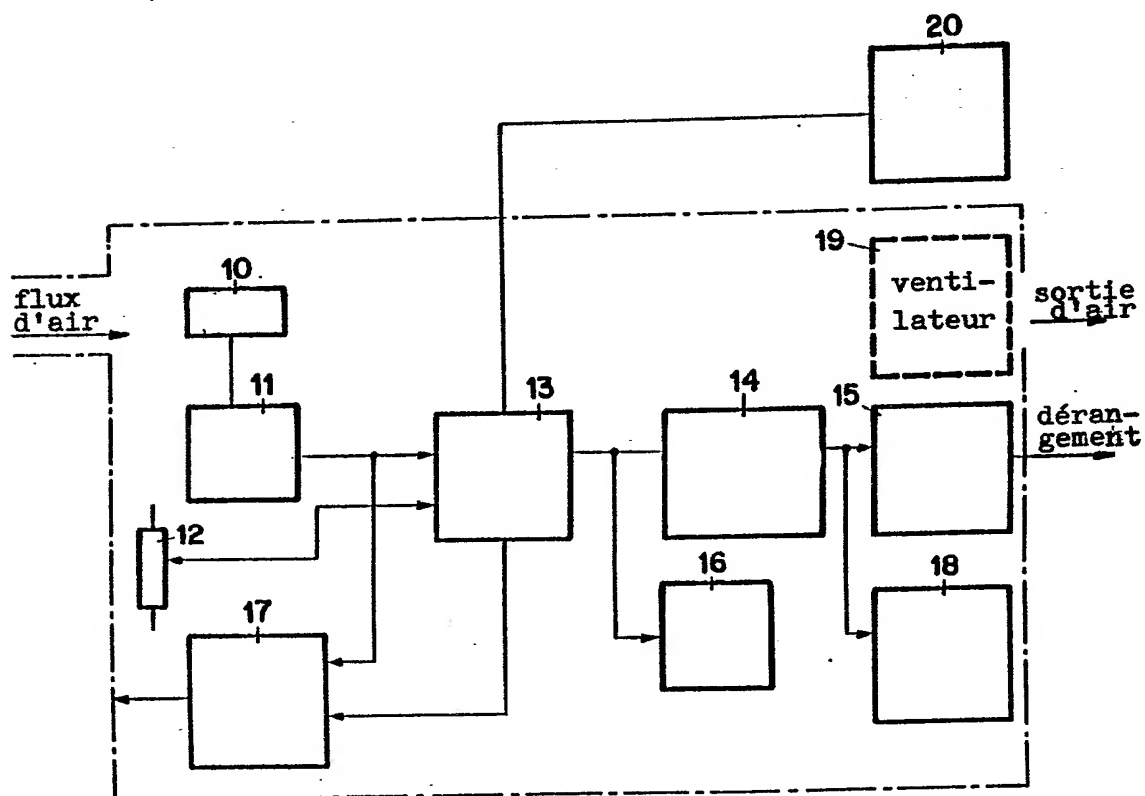 20
19
venti-
lateur
flux
d'air
10
sortie
d'air
11
13
14
15
déran-
gement
12
16
18
17